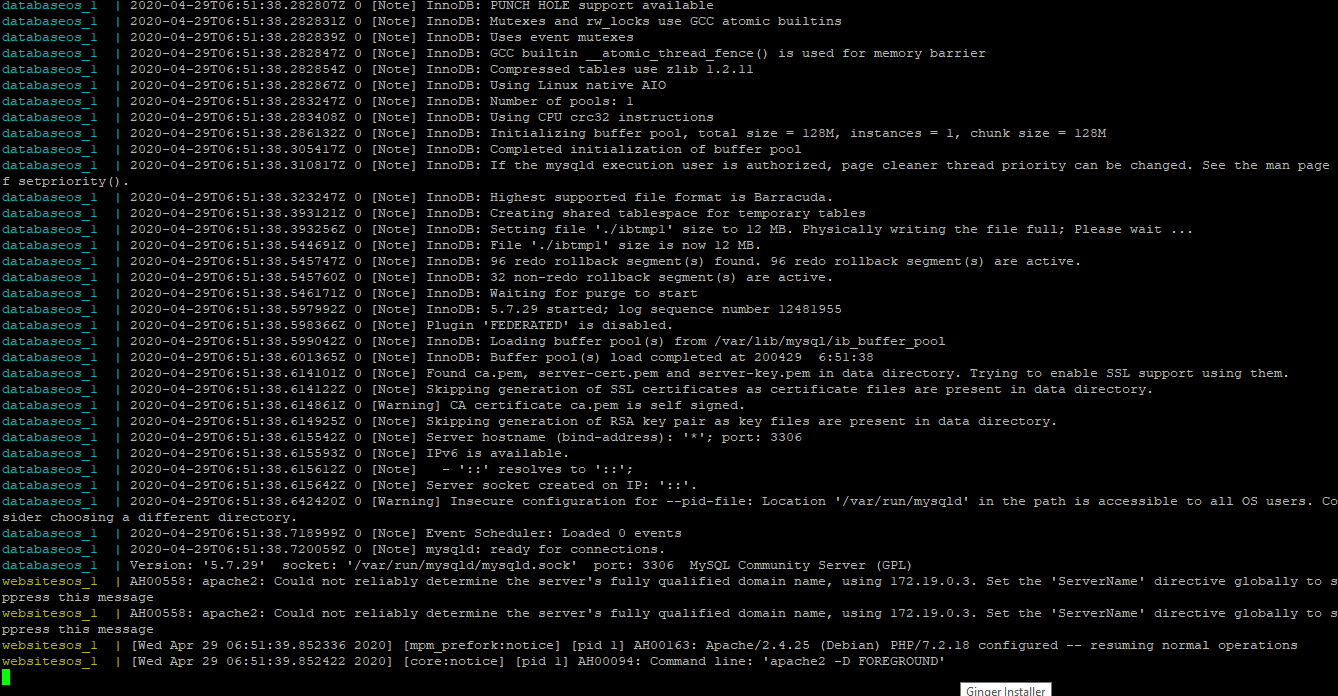 databaseos_1  | 2020-04-29T06:51:38.282807Z 0 [Note] InnoDB: PUNCH HOLE support available
databaseos_1  | 2020-04-29T06:51:38.282831Z 0 [Note] InnoDB: Mutexes and rw_locks use GCC atomic builtins
databaseos_1  | 2020-04-29T06:51:38.282839Z 0 [Note] InnoDB: Uses event mutexes
databaseos_1  | 2020-04-29T06:51:38.282847Z 0 [Note] InnoDB: GCC builtin __atomic_thread_fence() is used for memory barrier
databaseos_1  | 2020-04-29T06:51:38.282854Z 0 [Note] InnoDB: Compressed tables use zlib 1.2.11
databaseos_1  | 2020-04-29T06:51:38.282867Z 0 [Note] InnoDB: Using Linux native AIO
databaseos_1  | 2020-04-29T06:51:38.283247Z 0 [Note] InnoDB: Number of pools: 1
databaseos_1  | 2020-04-29T06:51:38.283408Z 0 [Note] InnoDB: Using CPU crc32 instructions
databaseos_1  | 2020-04-29T06:51:38.286132Z 0 [Note] InnoDB: Initializing buffer pool, total size = 128M, instances = 1, chunk size = 128M
databaseos_1  | 2020-04-29T06:51:38.305417Z 0 [Note] InnoDB: Completed initialization of buffer pool
databaseos_1  | 2020-04-29T06:51:38.310817Z 0 [Note] InnoDB: If the mysqld execution user is authorized, page cleaner thread priority can be changed. See the man page
f setpriority().
databaseos_1  | 2020-04-29T06:51:38.323247Z 0 [Note] InnoDB: Highest supported file format is Barracuda.
databaseos_1  | 2020-04-29T06:51:38.393121Z 0 [Note] InnoDB: Creating shared tablespace for temporary tables
databaseos_1  | 2020-04-29T06:51:38.393256Z 0 [Note] InnoDB: Setting file './ibtmp1' size to 12 MB. Physically writing the file full; Please wait ...
databaseos_1  | 2020-04-29T06:51:38.544691Z 0 [Note] InnoDB: File './ibtmp1' size is now 12 MB.
databaseos_1  | 2020-04-29T06:51:38.545747Z 0 [Note] InnoDB: 96 redo rollback segment(s) found. 96 redo rollback segment(s) are active.
databaseos_1  | 2020-04-29T06:51:38.545760Z 0 [Note] InnoDB: 32 non-redo rollback segment(s) are active.
databaseos_1  | 2020-04-29T06:51:38.546171Z 0 [Note] InnoDB: Waiting for purge to start
databaseos_1  | 2020-04-29T06:51:38.597992Z 0 [Note] InnoDB: 5.7.29 started; log sequence number 12481955
databaseos_1  | 2020-04-29T06:51:38.598366Z 0 [Note] Plugin 'FEDERATED' is disabled.
databaseos_1  | 2020-04-29T06:51:38.599042Z 0 [Note] InnoDB: Loading buffer pool(s) from /var/lib/mysql/ib_buffer_pool
databaseos_1  | 2020-04-29T06:51:38.601365Z 0 [Note] InnoDB: Buffer pool(s) load completed at 200429  6:51:38
databaseos_1  | 2020-04-29T06:51:38.614101Z 0 [Note] Found ca.pem, server-cert.pem and server-key.pem in data directory. Trying to enable SSL support using them.
databaseos_1  | 2020-04-29T06:51:38.614122Z 0 [Note] Skipping generation of SSL certificates as certificate files are present in data directory.
databaseos_1  | 2020-04-29T06:51:38.614861Z 0 [Warning] CA certificate ca.pem is self signed.
databaseos_1  | 2020-04-29T06:51:38.614925Z 0 [Note] Skipping generation of RSA key pair as key files are present in data directory.
databaseos_1  | 2020-04-29T06:51:38.615542Z 0 [Note] Server hostname (bind-address): '*'; port: 3306
databaseos_1  | 2020-04-29T06:51:38.615593Z 0 [Note] IPv6 is available.
databaseos_1  | 2020-04-29T06:51:38.615612Z 0 [Note]   - '::' resolves to '::';
databaseos_1  | 2020-04-29T06:51:38.615642Z 0 [Note] Server socket created on IP: '::'.
databaseos_1  | 2020-04-29T06:51:38.642420Z 0 [Warning] Insecure configuration for --pid-file: Location '/var/run/mysqld' in the path is accessible to all OS users. Co
sider choosing a different directory.
databaseos_1  | 2020-04-29T06:51:38.718999Z 0 [Note] Event Scheduler: Loaded 0 events
databaseos_1  | 2020-04-29T06:51:38.720059Z 0 [Note] mysqld: ready for connections.
databaseos_1  | Version: '5.7.29'  socket: '/var/run/mysqld/mysqld.sock'  port: 3306  MySQL Community Server (GPL)
websitesos_1  | AH00558: apache2: Could not reliably determine the server's fully qualified domain name, using 172.19.0.3. Set the 'ServerName' directive globally to s
ppress this message
websitesos_1  | AH00558: apache2: Could not reliably determine the server's fully qualified domain name, using 172.19.0.3. Set the 'ServerName' directive globally to s
ppress this message
websitesos_1  | [Wed Apr 29 06:51:39.852336 2020] [mpm_prefork:notice] [pid 1] AH00163: Apache/2.4.25 (Debian) PHP/7.2.18 configured -- resuming normal operations
websitesos_1  | [Wed Apr 29 06:51:39.852422 2020] [core:notice] [pid 1] AH00094: Command line: 'apache2 -D FOREGROUND'
Ginger Installer